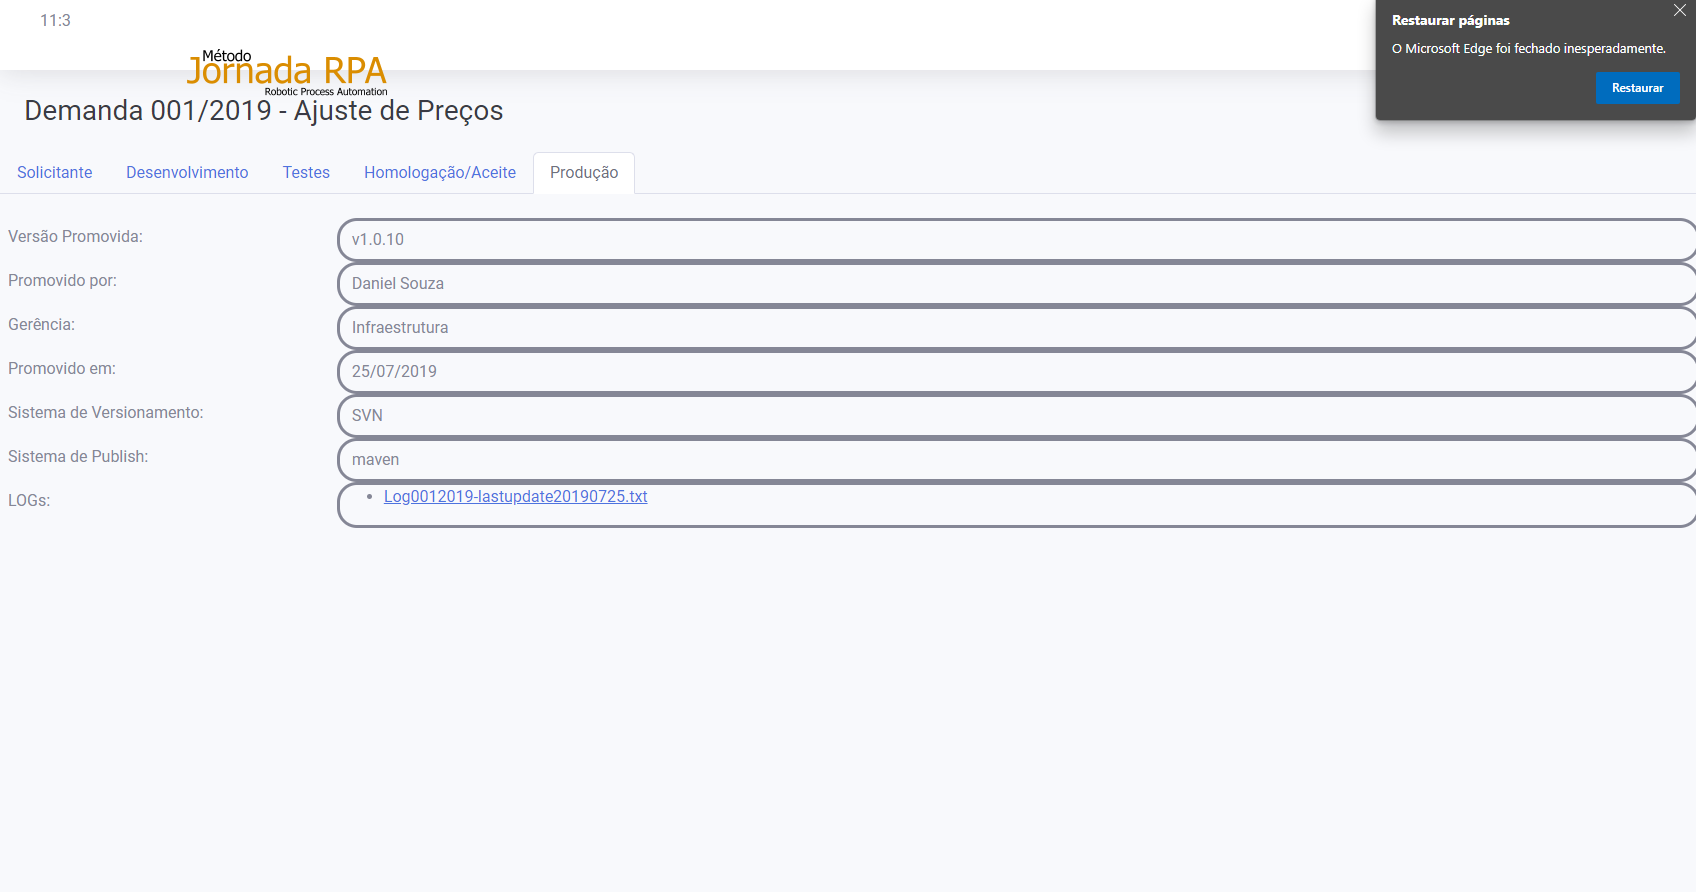 11:3
Restaurar páginas
O Microsoft Edge foi fechado inesperadamente.
Restaurar
Método
Jornada RPA
Robotic Process Automation
Demanda 001/2019 - Ajuste de Preços
Solicitante Desenvolvimento Testes Homologação/Aceite Produção
Versão Promovida: v1.0.10
Promovido por: Daniel Souza
Gerência: Infraestrutura
Promovido em: 25/07/2019
Sistema de Versionamento: SVN
Sistema de Publish: maven
LOGs: • Log0012019-lastupdate20190725.txt